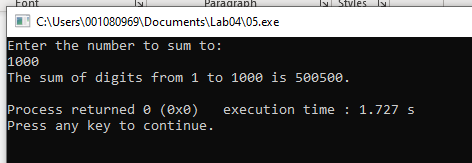 Font
Paragraph
Styles
C:\Users\001080969\Documents\Lab04\05.exe
Enter the number to sum to:
1000
The sum of digits from 1 to 1000 is 500500.
Process returned 0 (0x0)   execution time : 1.727 s
Press any key to continue.